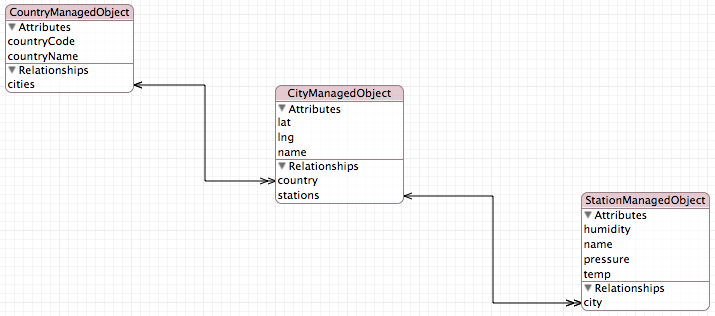 CountryManagedObject
Attributes
countryCode
countryName
Relationships
cities
CityManagedObject
Attributes
lat
lng
name
Relationships
country
stations
StationManagedObject
Attributes
humidity
name
pressure
temp
Relationships
city